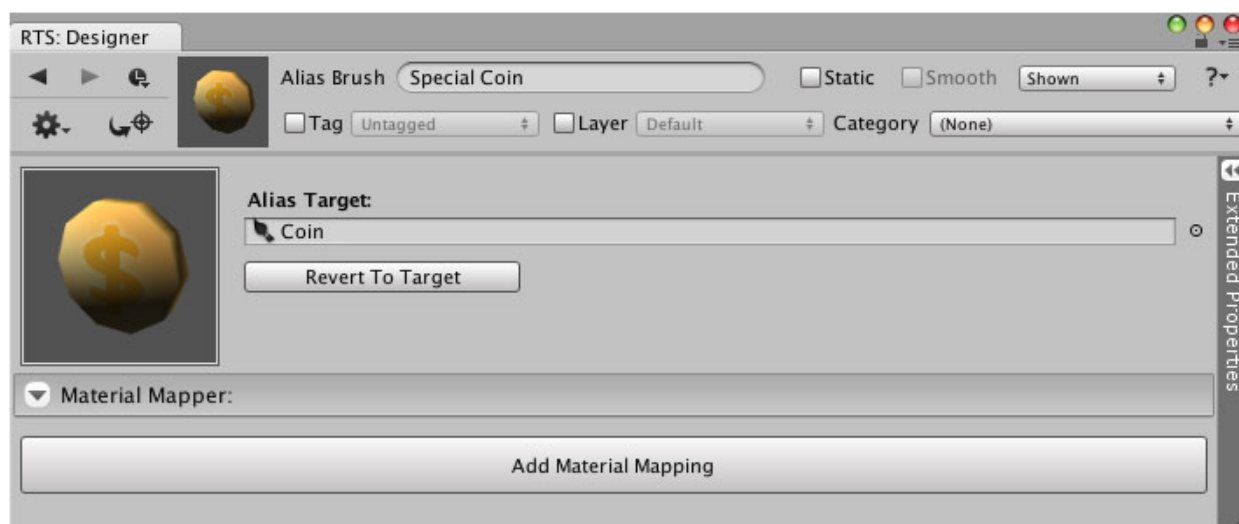 RTS: Designer
Alias Brush Special Coin Static Smooth Shown ?
Tag Untagged Layer Default Category (None)
Alias Target:
Coin
Revert To Target
Extended Properties
Material Mapper:
Add Material Mapping